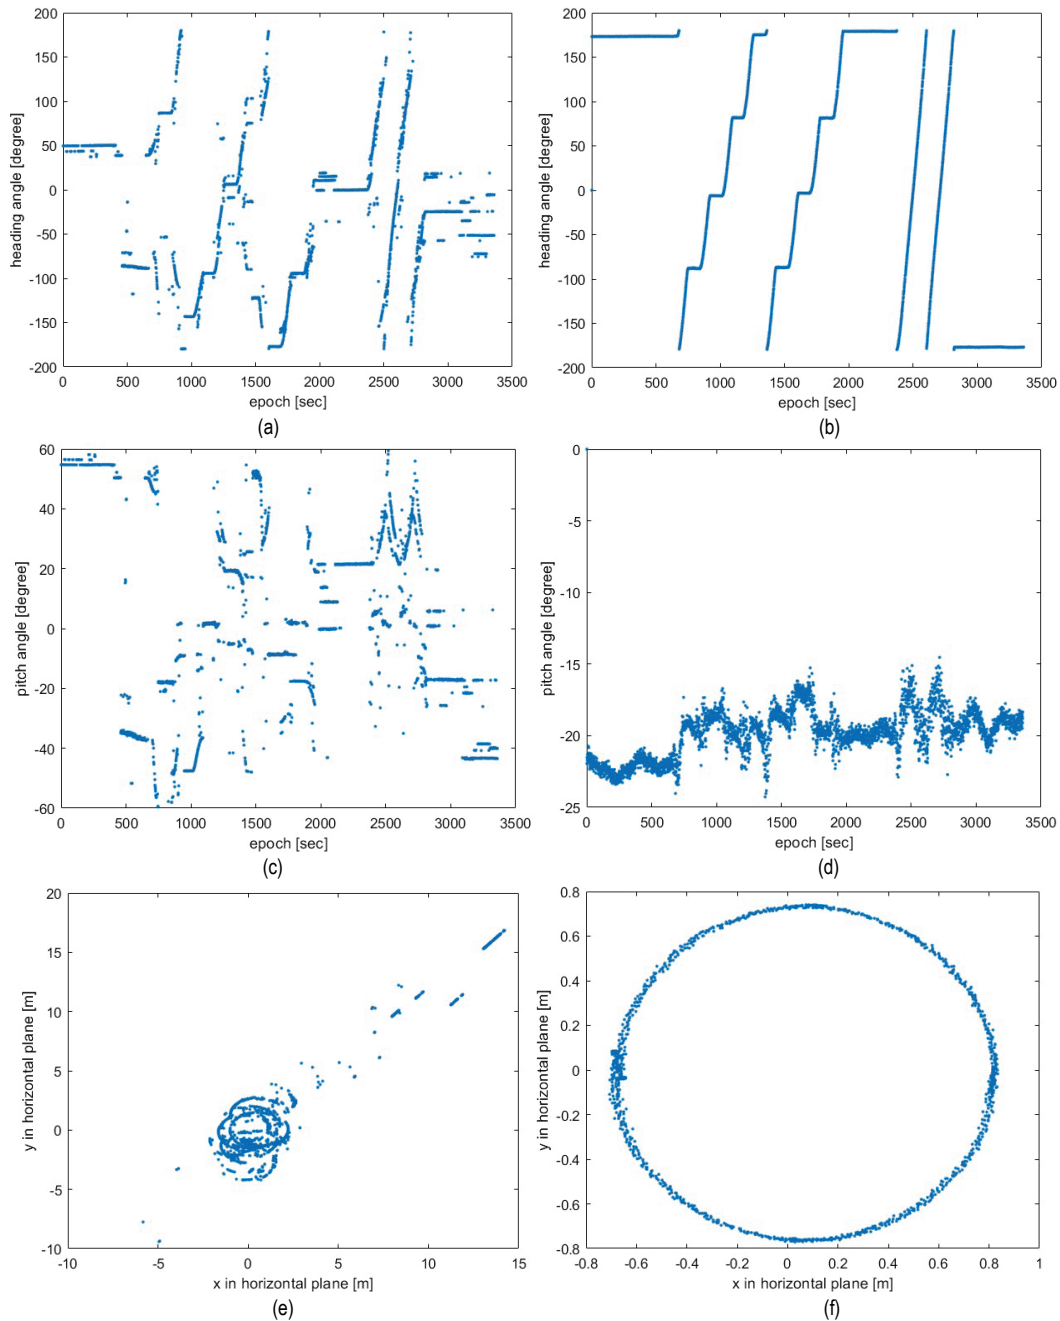 200
150
100
50
0
-50
-100
-150
-200
heading angle [degree]
0 500 1000 1500 2000 2500 3000 3500
epoch [sec]
(a)
200
150
100
50
0
-50
-100
-150
-200
heading angle [degree]
0 500 1000 1500 2000 2500 3000 3500
epoch [sec]
(b)
60
40
20
0
-20
-40
-60
pitch angle [degree]
0 500 1000 1500 2000 2500 3000 3500
epoch [sec]
(c)
0
-5
-10
-15
-20
-25
pitch angle [degree]
0 500 1000 1500 2000 2500 3000 3500
epoch [sec]
(d)
20
15
10
5
0
-5
-10
y in horizontal plane [m]
-10 -5 0 5 10 15
x in horizontal plane [m]
(e)
0.8
0.6
0.4
0.2
0
-0.2
-0.4
-0.6
-0.8
y in horizontal plane [m]
-0.8 -0.6 -0.4 -0.2 0 0.2 0.4 0.6 0.8 1
x in horizontal plane [m]
(f)